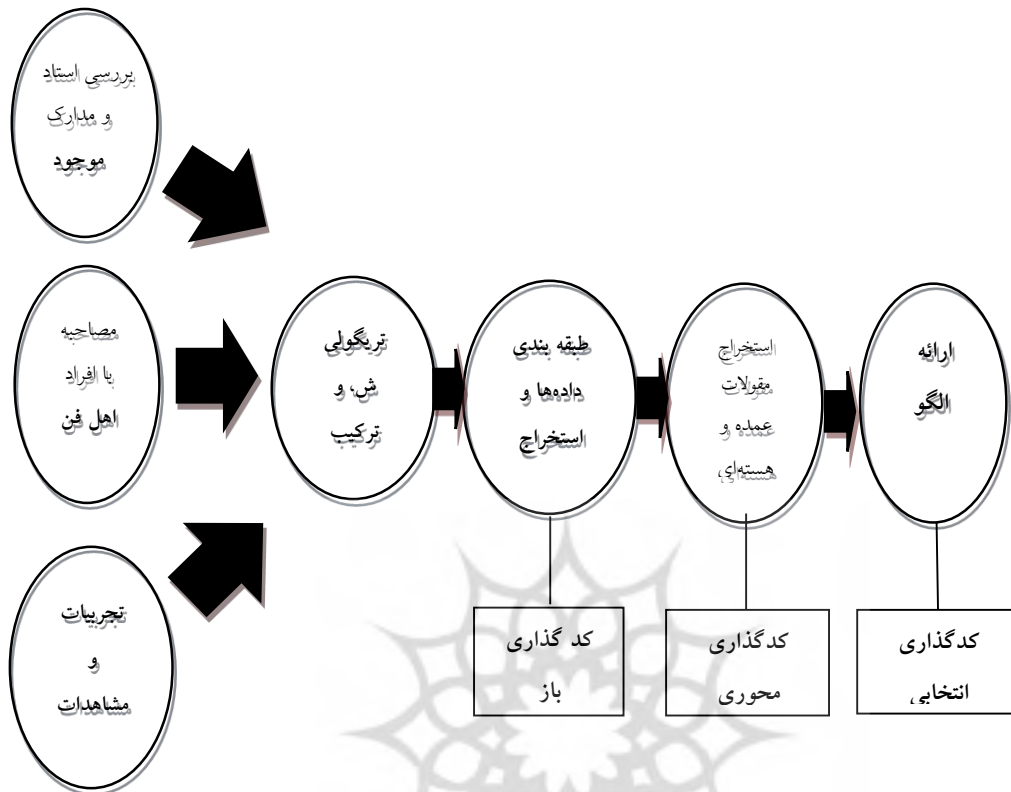 بررسی استاد
و مدارک
موجود
مصاحبه
با افراد
اهل فن
تجربیات
و
مشاهدات
تریگولی
ش، و
ترکیب
طبقه بندی
داده‌ها و
استخراج
استخراج
مقولات
عمده و
هسته‌ای،
ارائه
الگو
کد گذاری
باز
کدگذاری
محوری
کدگذاری
انتخابی